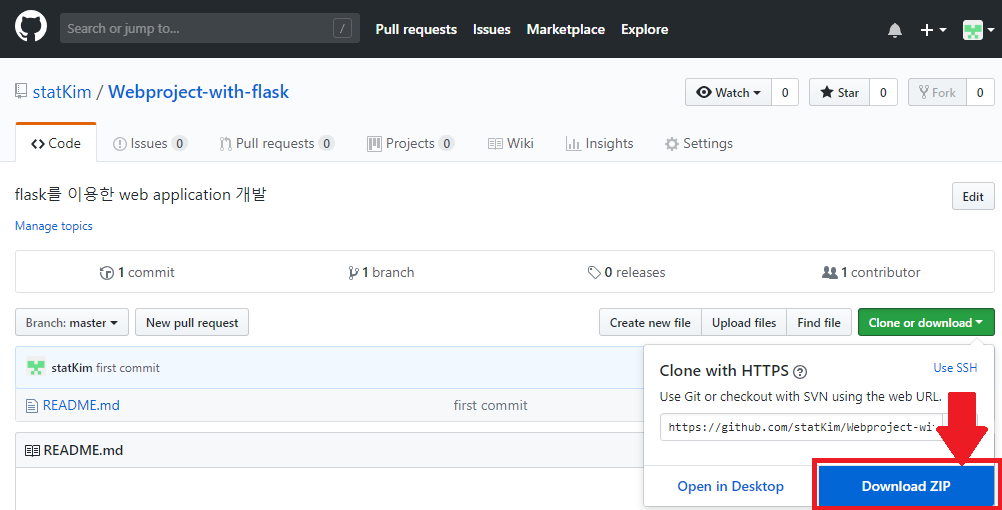 Search or jump to... / Pull requests Issues Marketplace Explore
statKim / Webproject-with-flask Watch 0 Star 0 Fork 0
Code Issues 0 Pull requests 0 Projects 0 Wiki Insights Settings
flask를 이용한 web application 개발 Edit
Manage topics
1 commit 1 branch 0 releases 1 contributor
Branch: master New pull request Create new file Upload files Find file Clone or download
statKim first commit
README.md first commit
README.md
Clone with HTTPS ? Use SSH
Use Git or checkout with SVN using the web URL.
https://github.com/statKim/Webproject-wi
Open in Desktop Download ZIP